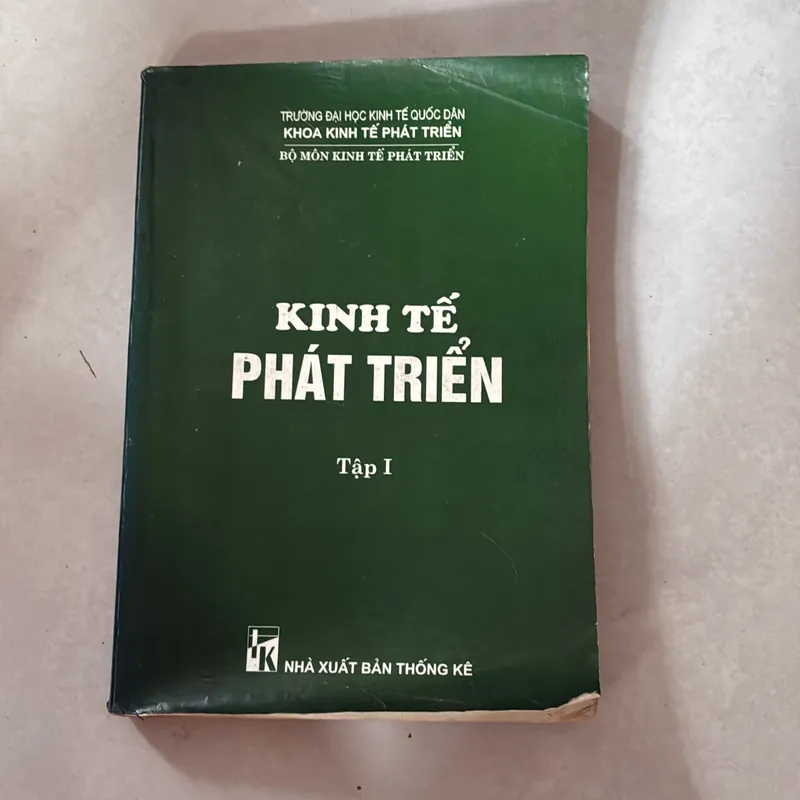 TRƯỜNG ĐẠI HỌC KINH TẾ QUỐC DÂN
KHOA KINH TẾ PHÁT TRIỂN
BỘ MÔN KINH TẾ PHÁT TRIỂN
KINH TẾ
PHÁT TRIỂN
Tập I
TK
NHÀ XUẤT BẢN THỐNG KÊ